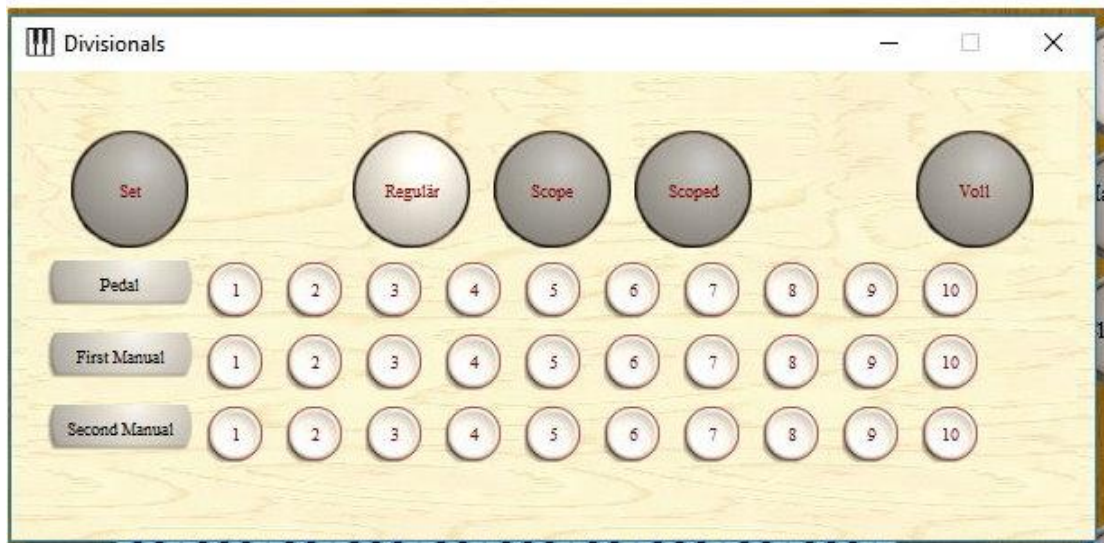 Divisionals
Set Regulär Scope Scoped Voll
Pedal 1 2 3 4 5 6 7 8 9 10
First Manual 1 2 3 4 5 6 7 8 9 10
Second Manual 1 2 3 4 5 6 7 8 9 10